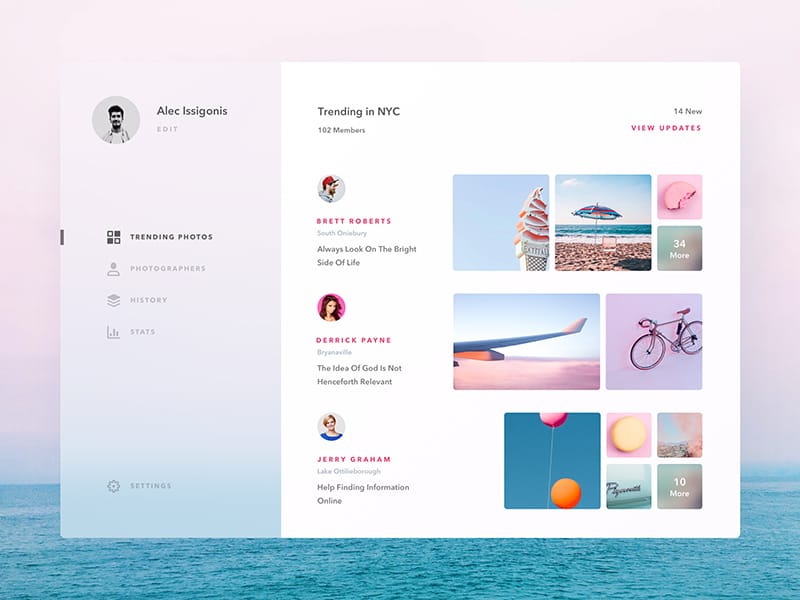 Alec Issigonis
EDIT
TRENDING PHOTOS
PHOTOGRAPHERS
HISTORY
STATS
SETTINGS
Trending in NYC
102 Members
14 New
VIEW UPDATES
BRETT ROBERTS
South Oniebury
Always Look On The Bright
Side Of Life
34
More
DERRICK PAYNE
Bryanaville
The Idea Of God Is Not
Henceforth Relevant
JERRY GRAHAM
Lake Ottilieborough
Help Finding Information
Online
Plymouth
10
More